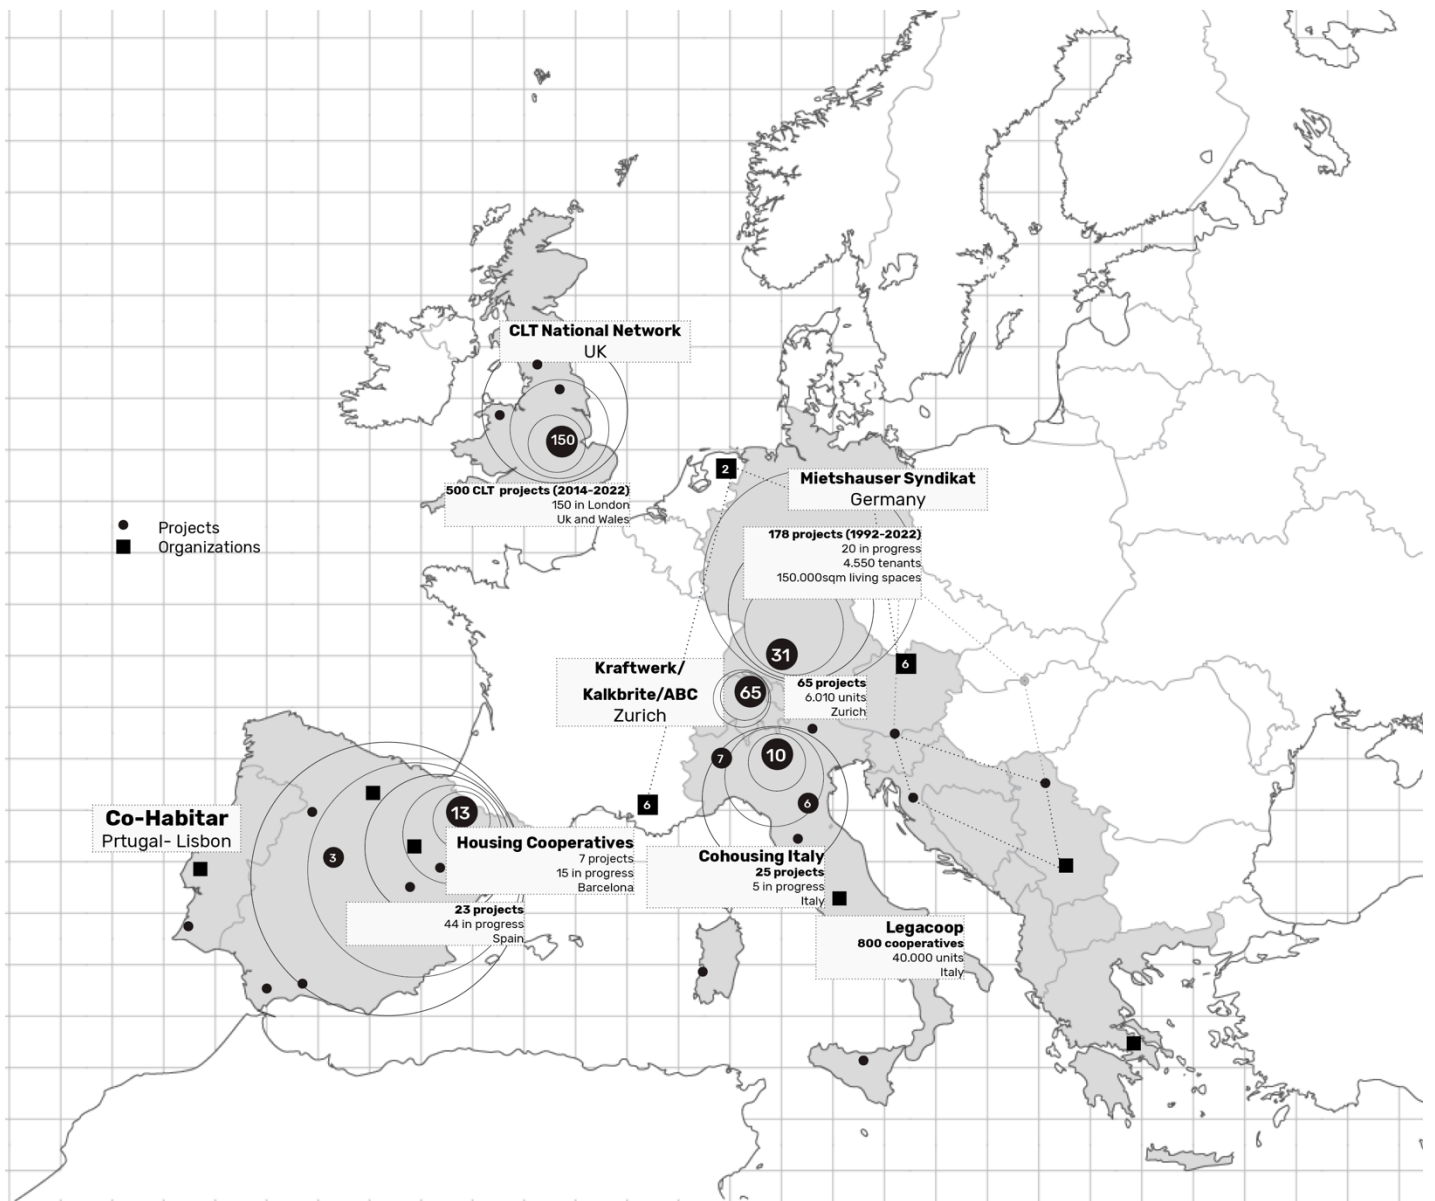 CLT National Network
UK
150
500 CLT projects (2014-2022)
150 in London
Uk and Wales
2
Mietshauser Syndikat
Germany
178 projects (1992-2022)
20 in progress
4.550 tenants
150.000sqm living spaces
Projects
Organizations
31
6
Kraftwerk/
Kalkbrite/ABC
Zurich
65
65 projects
6.010 units
Zurich
7
10
6
6
Co-Habitar
Prtugal- Lisbon
13
3
Housing Cooperatives
7 projects
15 in progress
Barcelona
23 projects
44 in progress
Spain
Cohousing Italy
25 projects
5 in progress
Italy
Legacoop
800 cooperatives
40.000 units
Italy